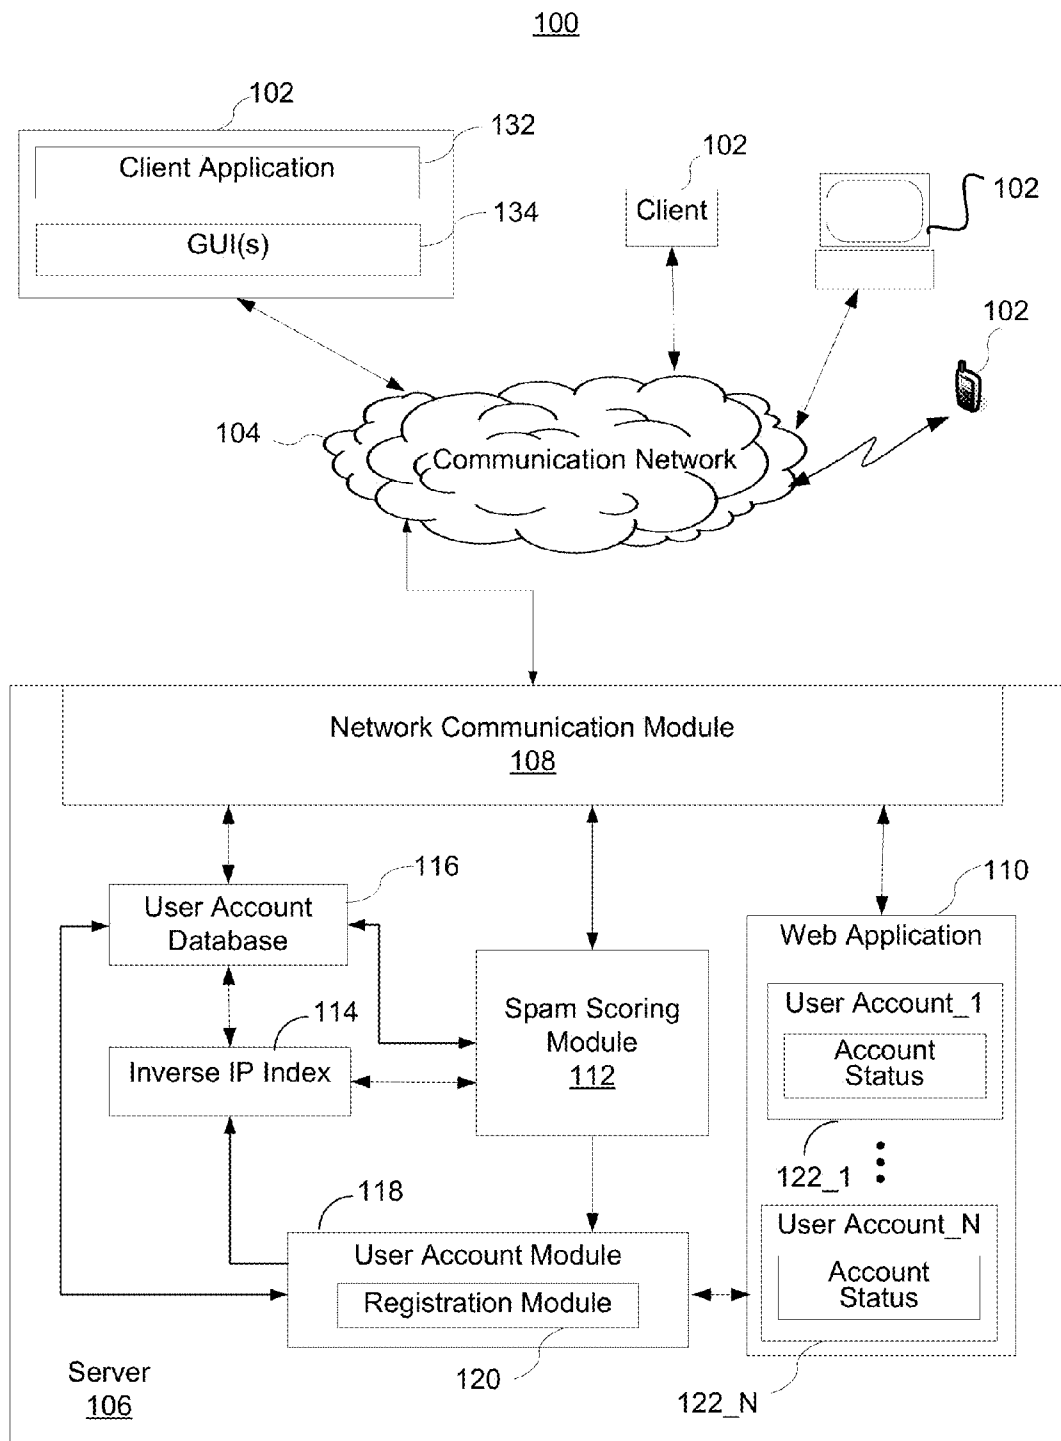 100
102
132
Client Application
134
GUI(s)
102
Client
102
102
104
Communication Network
Network Communication Module
108
116
User Account
Database
114
Inverse IP Index
Spam Scoring
Module
112
110
Web Application
User Account_1
Account
Status
122_1
118
User Account Module
Registration Module
120
User Account_N
Account
Status
122_N
Server
106